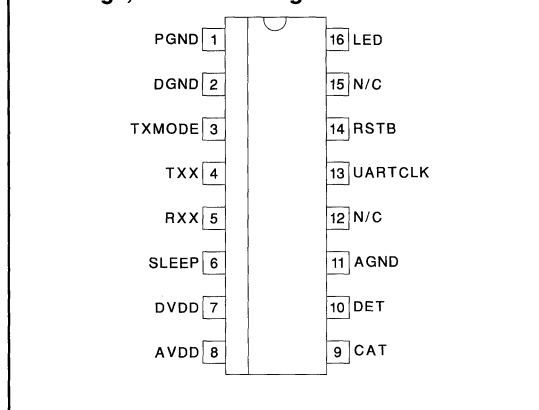 PGND 1 16 LED
DGND 2 15 N/C
TXMODE 3 14 RSTB
TXX 4 13 UARTCLK
RXX 5 12 N/C
SLEEP 6 11 AGND
DVDD 7 10 DET
AVDD 8 9 CAT